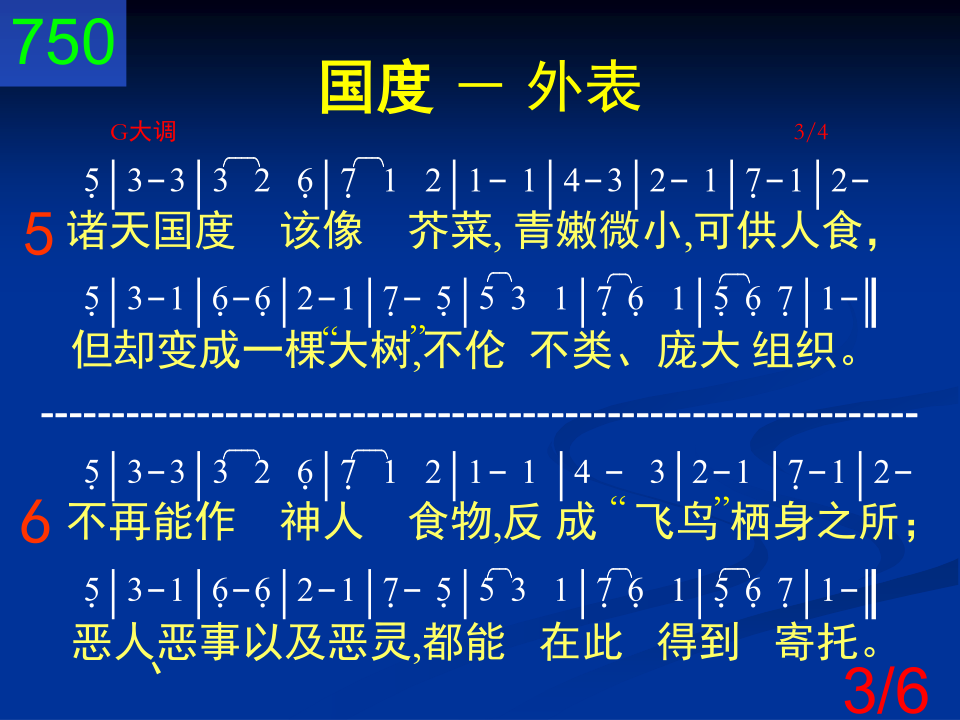 750
国度 － 外表
G大调 3/4
5̣|3-3|3 2 6̣|7̣ 1 2|1- 1|4-3|2- 1|7̣-1|2-
5 诸天国度 该像 芥菜, 青嫩微小,可供人食，
5̣|3-1|6̣-6̣|2-1|7̣- 5̣|5 3 1|7̣ 6̣ 1|5̣ 6̣ 7̣|1-‖
但却变成一棵“大树”,不伦 不类、庞大 组织。
--------------------------------------------------------------
5̣|3-3|3 2 6̣|7̣ 1 2|1- 1 |4 - 3|2-1 |7̣-1|2-
6 不再能作 神人 食物,反 成 “飞鸟”栖身之所；
5̣|3-1|6̣-6̣|2-1|7̣- 5̣|5 3 1|7̣ 6̣ 1|5̣ 6̣ 7̣|1-‖
恶人、恶事以及恶灵,都能 在此 得到 寄托。
3/6